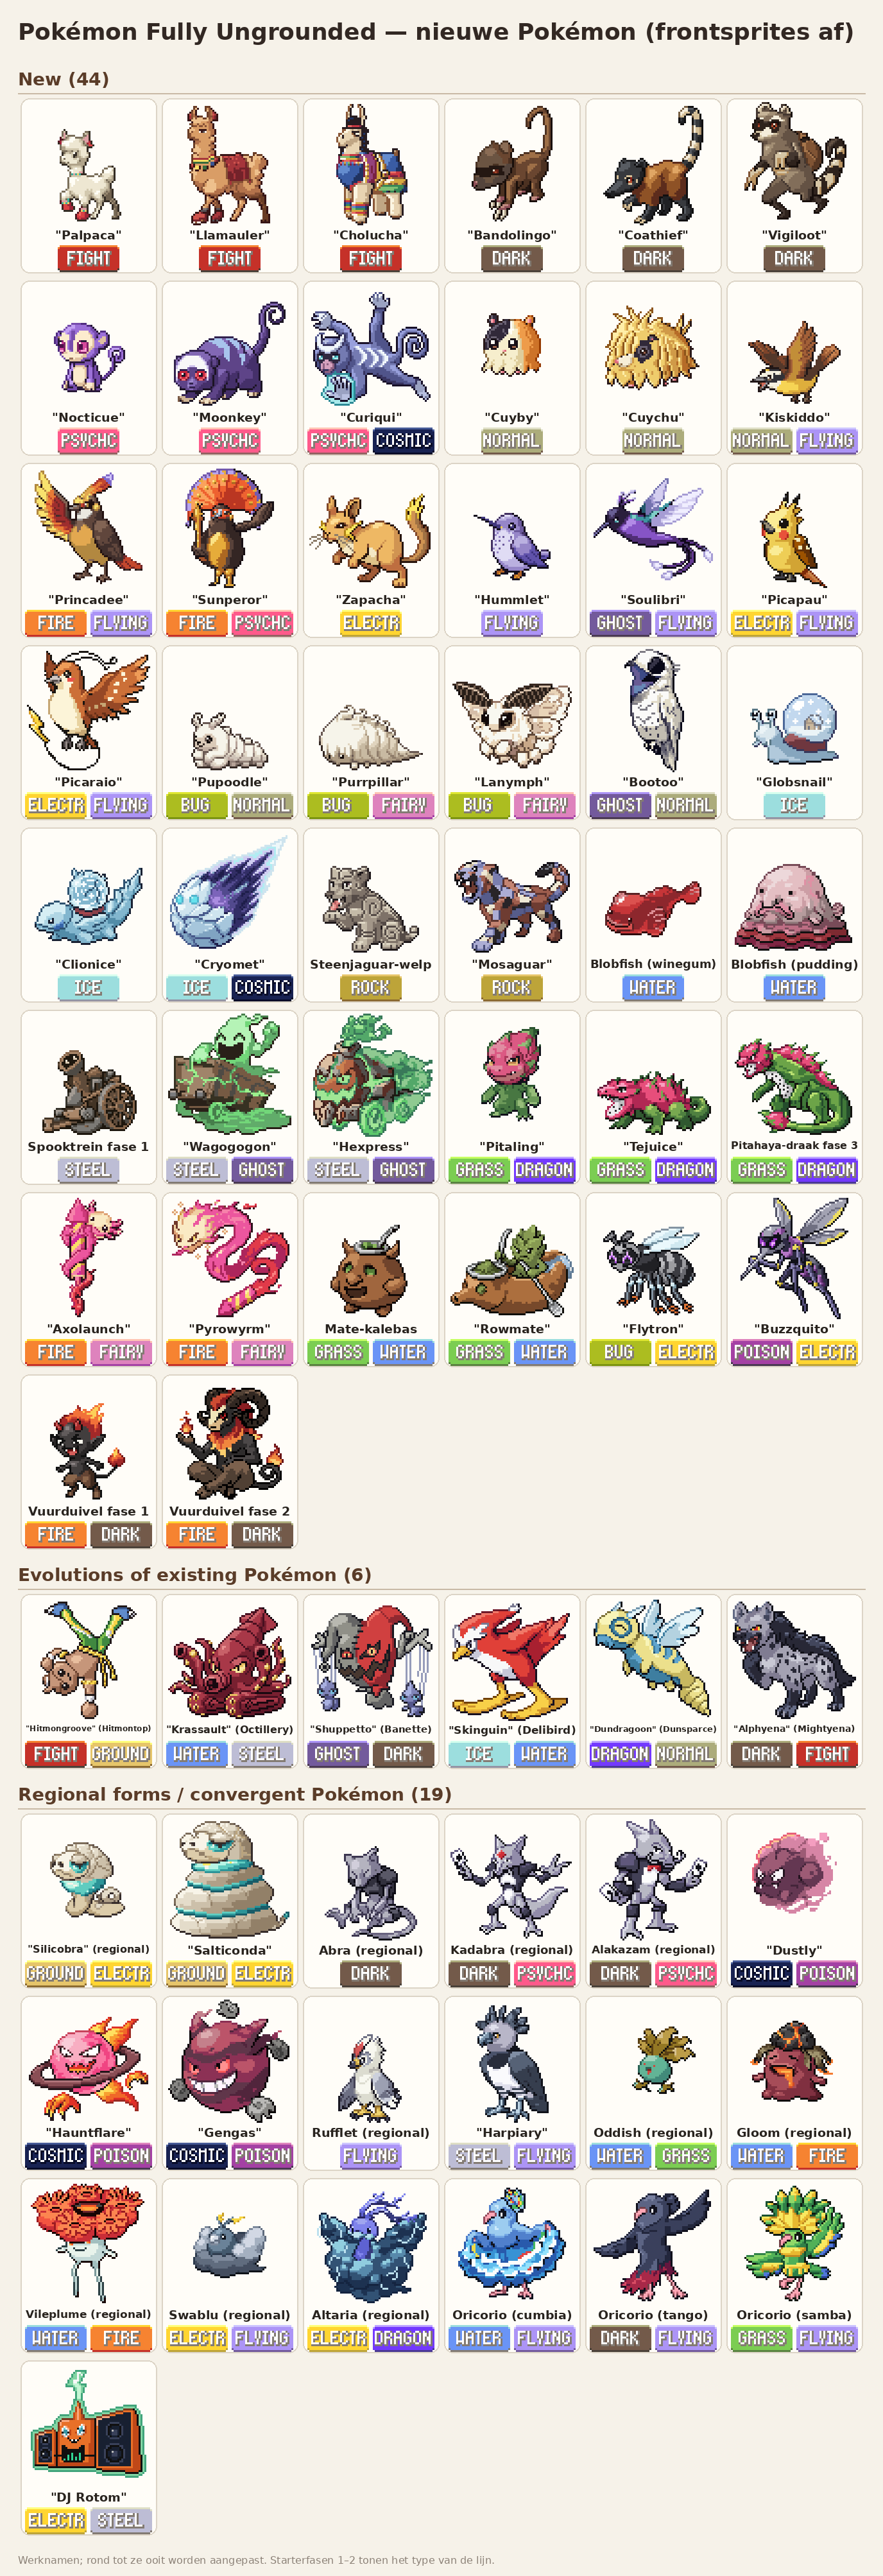 Pokémon Fully Ungrounded — nieuwe Pokémon (frontsprites af)
New (44)
"Palpaca" "Llamauler" "Cholucha" "Bandolingo" "Coathief" "Vigiloot"
FIGHT FIGHT FIGHT DARK DARK DARK
"Nocticue" "Moonkey" "Curiqui" "Cuyby" "Cuychu" "Kiskiddo"
PSYCHC PSYCHC PSYCHC COSMIC NORMAL NORMAL NORMAL FLYING
"Princadee" "Sunperor" "Zapacha" "Hummlet" "Soulibri" "Picapau"
FIRE FLYING FIRE PSYCHC ELECTR FLYING GHOST FLYING ELECTR FLYING
"Picaraio" "Pupoodle" "Purrpillar" "Lanymph" "Bootoo" "Globsnail"
ELECTR FLYING BUG NORMAL BUG FAIRY BUG FAIRY GHOST NORMAL ICE
"Clionice" "Cryomet" Steenjaguar-welp "Mosaguar" Blobfish (winegum) Blobfish (pudding)
ICE ICE COSMIC ROCK ROCK WATER WATER
Spooktrein fase 1 "Wagogogon" "Hexpress" "Pitaling" "Tejuice" Pitahaya-draak fase 3
STEEL STEEL GHOST STEEL GHOST GRASS DRAGON GRASS DRAGON GRASS DRAGON
"Axolaunch" "Pyrowyrm" Mate-kalebas "Rowmate" "Flytron" "Buzzquito"
FIRE FAIRY FIRE FAIRY GRASS WATER GRASS WATER BUG ELECTR POISON ELECTR
Vuurduivel fase 1 Vuurduivel fase 2
FIRE DARK FIRE DARK
Evolutions of existing Pokémon (6)
"Hitmongroove" (Hitmontop) "Krassault" (Octillery) "Shuppetto" (Banette) "Skinguin" (Delibird) "Dundragoon" (Dunsparce) "Alphyena" (Mightyena)
FIGHT GROUND WATER STEEL GHOST DARK ICE WATER DRAGON NORMAL DARK FIGHT
Regional forms / convergent Pokémon (19)
"Silicobra" (regional) "Salticonda" Abra (regional) Kadabra (regional) Alakazam (regional) "Dustly"
GROUND ELECTR GROUND ELECTR DARK DARK PSYCHC DARK PSYCHC COSMIC POISON
"Hauntflare" "Gengas" Rufflet (regional) "Harpiary" Oddish (regional) Gloom (regional)
COSMIC POISON COSMIC POISON FLYING STEEL FLYING WATER GRASS WATER FIRE
Vileplume (regional) Swablu (regional) Altaria (regional) Oricorio (cumbia) Oricorio (tango) Oricorio (samba)
WATER FIRE ELECTR FLYING ELECTR DRAGON WATER FLYING DARK FLYING GRASS FLYING
"DJ Rotom"
ELECTR STEEL
Werknamen; rond tot ze ooit worden aangepast. Starterfasen 1–2 tonen het type van de lijn.